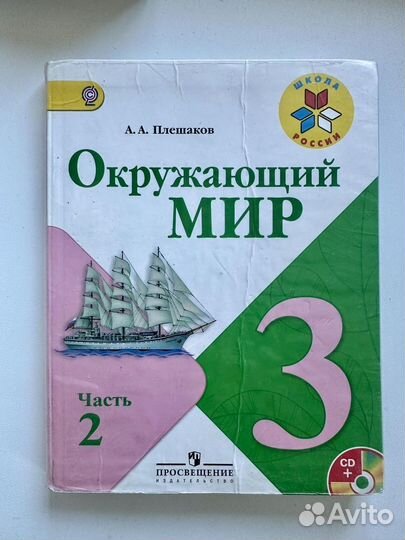 ШКОЛА
РОССИИ
А. А. Плешаков
Окружающий
МИР
3
Часть
2
CD
+
ПРОСВЕЩЕНИЕ
ИЗДАТЕЛЬСТВО
Avito